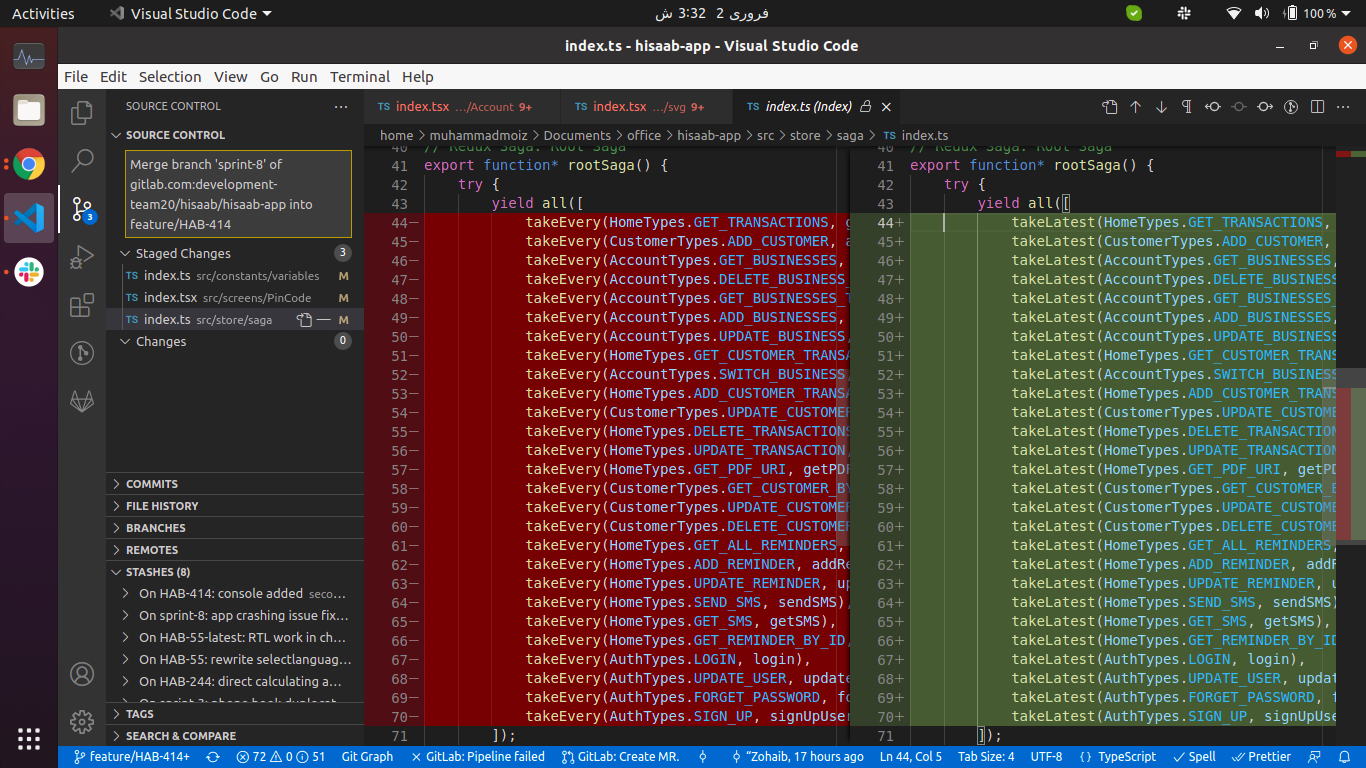 Activities
Visual Studio Code
فروری 2 3:32 ش
100 %
index.ts - hisaab-app - Visual Studio Code
File Edit Selection View Go Run Terminal Help
SOURCE CONTROL
SOURCE CONTROL
Merge branch 'sprint-8' of
gitlab.com:development-
team20/hisaab/hisaab-app into
feature/HAB-414
3
Staged Changes 3
TS index.ts src/constants/variables M
TS index.tsx src/screens/PinCode M
TS index.ts src/store/saga M
Changes 0
COMMITS
FILE HISTORY
BRANCHES
REMOTES
STASHES (8)
On HAB-414: console added seco...
On sprint-8: app crashing issue fix...
On HAB-55-latest: RTL work in ch...
On HAB-55: rewrite selectlanguag...
On HAB-244: direct calculating a...
TAGS
SEARCH & COMPARE
TS index.tsx .../Account 9+
TS index.tsx .../svg 9+
TS index.ts (Index)
home > muhammadmoiz > Documents > office > hisaab-app > src > store > saga > TS index.ts
40 // Redux Saga: Root Saga
41 export function* rootSaga() {
42 try {
43 yield all([
44- takeEvery(HomeTypes.GET_TRANSACTIONS,
45- takeEvery(CustomerTypes.ADD_CUSTOMER,
46- takeEvery(AccountTypes.GET_BUSINESSES,
47- takeEvery(AccountTypes.DELETE_BUSINESS
48- takeEvery(AccountTypes.GET_BUSINESSES_
49- takeEvery(AccountTypes.ADD_BUSINESS,
50- takeEvery(AccountTypes.UPDATE_BUSINESS,
51- takeEvery(HomeTypes.GET_CUSTOMER_TRANSA
52- takeEvery(AccountTypes.SWITCH_BUSINESS,
53- takeEvery(HomeTypes.ADD_CUSTOMER_TRANSA
54- takeEvery(CustomerTypes.UPDATE_CUSTOMER
55- takeEvery(HomeTypes.DELETE_TRANSACTIONS
56- takeEvery(HomeTypes.UPDATE_TRANSACTION,
57- takeEvery(HomeTypes.GET_PDF_URI, getPDF
58- takeEvery(CustomerTypes.GET_CUSTOMER_BY
59- takeEvery(CustomerTypes.UPDATE_CUSTOMER
60- takeEvery(CustomerTypes.DELETE_CUSTOMER
61- takeEvery(HomeTypes.GET_ALL_REMINDERS,
62- takeEvery(HomeTypes.ADD_REMINDER, addRe
63- takeEvery(HomeTypes.UPDATE_REMINDER, up
64- takeEvery(HomeTypes.SEND_SMS, sendSMS),
65- takeEvery(HomeTypes.GET_SMS, getSMS),
66- takeEvery(HomeTypes.GET_REMINDER_BY_ID,
67- takeEvery(AuthTypes.LOGIN, login),
68- takeEvery(AuthTypes.UPDATE_USER, update
69- takeEvery(AuthTypes.FORGET_PASSWORD, fo
70- takeEvery(AuthTypes.SIGN_UP, signUpUser
71 ]);
40 // Redux Saga: Root Saga
41 export function* rootSaga() {
42 try {
43 yield all([
44+ takeLatest(HomeTypes.GET_TRANSACTIONS,
45+ takeLatest(CustomerTypes.ADD_CUSTOMER,
46+ takeLatest(AccountTypes.GET_BUSINESSES,
47+ takeLatest(AccountTypes.DELETE_BUSINESS
48+ takeLatest(AccountTypes.GET_BUSINESSES
49+ takeLatest(AccountTypes.ADD_BUSINESS,
50+ takeLatest(AccountTypes.UPDATE_BUSINESS
51+ takeLatest(HomeTypes.GET_CUSTOMER_TRANS
52+ takeLatest(AccountTypes.SWITCH_BUSINESS
53+ takeLatest(HomeTypes.ADD_CUSTOMER_TRANS
54+ takeLatest(CustomerTypes.UPDATE_CUSTOME
55+ takeLatest(HomeTypes.DELETE_TRANSACTION
56+ takeLatest(HomeTypes.UPDATE_TRANSACTION
57+ takeLatest(HomeTypes.GET_PDF_URI, getPD
58+ takeLatest(CustomerTypes.GET_CUSTOMER_B
59+ takeLatest(CustomerTypes.UPDATE_CUSTOME
60+ takeLatest(CustomerTypes.DELETE_CUSTOME
61+ takeLatest(HomeTypes.GET_ALL_REMINDERS,
62+ takeLatest(HomeTypes.ADD_REMINDER, addR
63+ takeLatest(HomeTypes.UPDATE_REMINDER, u
64+ takeLatest(HomeTypes.SEND_SMS, sendSMS)
65+ takeLatest(HomeTypes.GET_SMS, getSMS),
66+ takeLatest(HomeTypes.GET_REMINDER_BY_ID
67+ takeLatest(AuthTypes.LOGIN, login),
68+ takeLatest(AuthTypes.UPDATE_USER, updat
69+ takeLatest(AuthTypes.FORGET_PASSWORD, f
70+ takeLatest(AuthTypes.SIGN_UP, signUpUse
71 ]);
feature/HAB-414+ 72 0 51 Git Graph GitLab: Pipeline failed GitLab: Create MR. "Zohaib, 17 hours ago Ln 44, Col 5 Tab Size: 4 UTF-8 {} TypeScript Spell Prettier